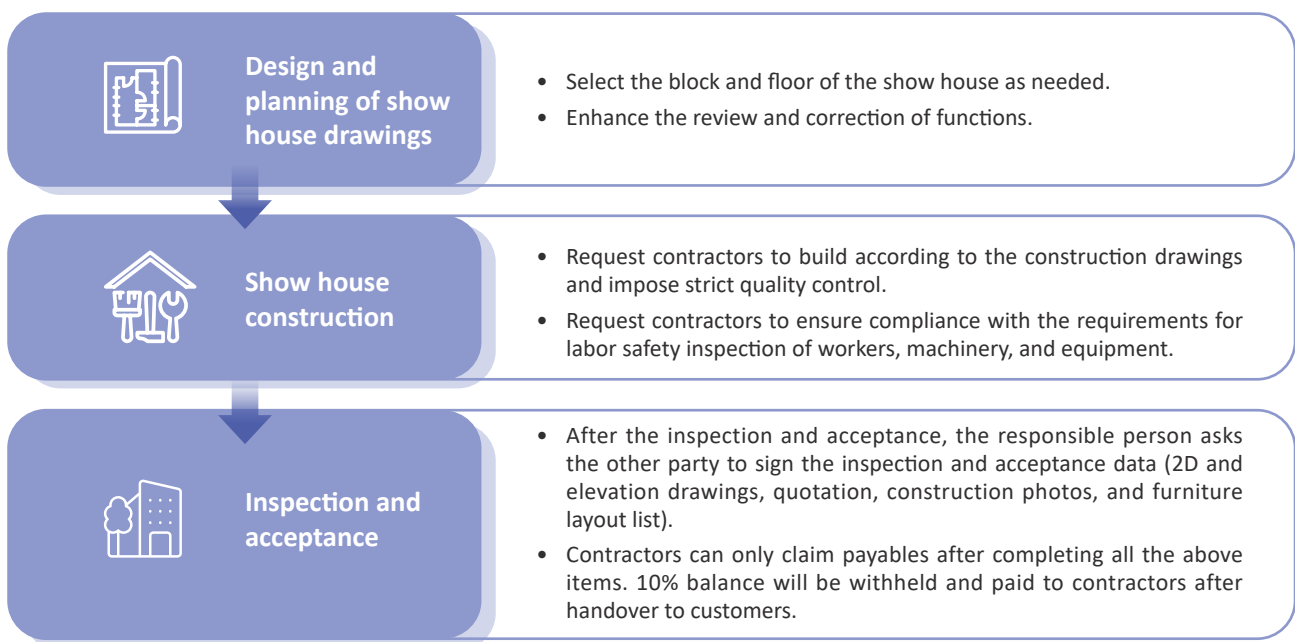 Design and
planning of show
house drawings
• Select the block and floor of the show house as needed.
• Enhance the review and correction of functions.
Show house
construction
• Request contractors to build according to the construction drawings
and impose strict quality control.
• Request contractors to ensure compliance with the requirements for
labor safety inspection of workers, machinery, and equipment.
Inspection and
acceptance
• After the inspection and acceptance, the responsible person asks
the other party to sign the inspection and acceptance data (2D and
elevation drawings, quotation, construction photos, and furniture
layout list).
• Contractors can only claim payables after completing all the above
items. 10% balance will be withheld and paid to contractors after
handover to customers.